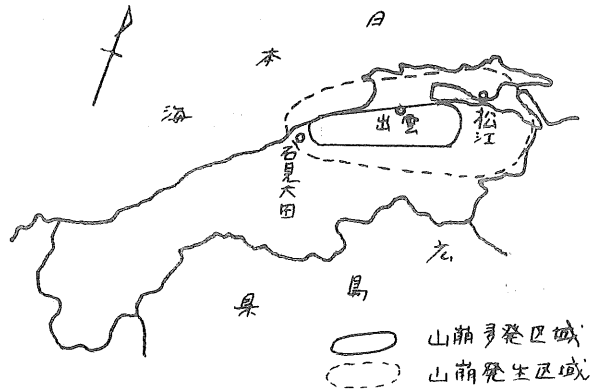 日本海
出雲
松江
石見大田
広島県
山崩多発区域
山崩発生区域